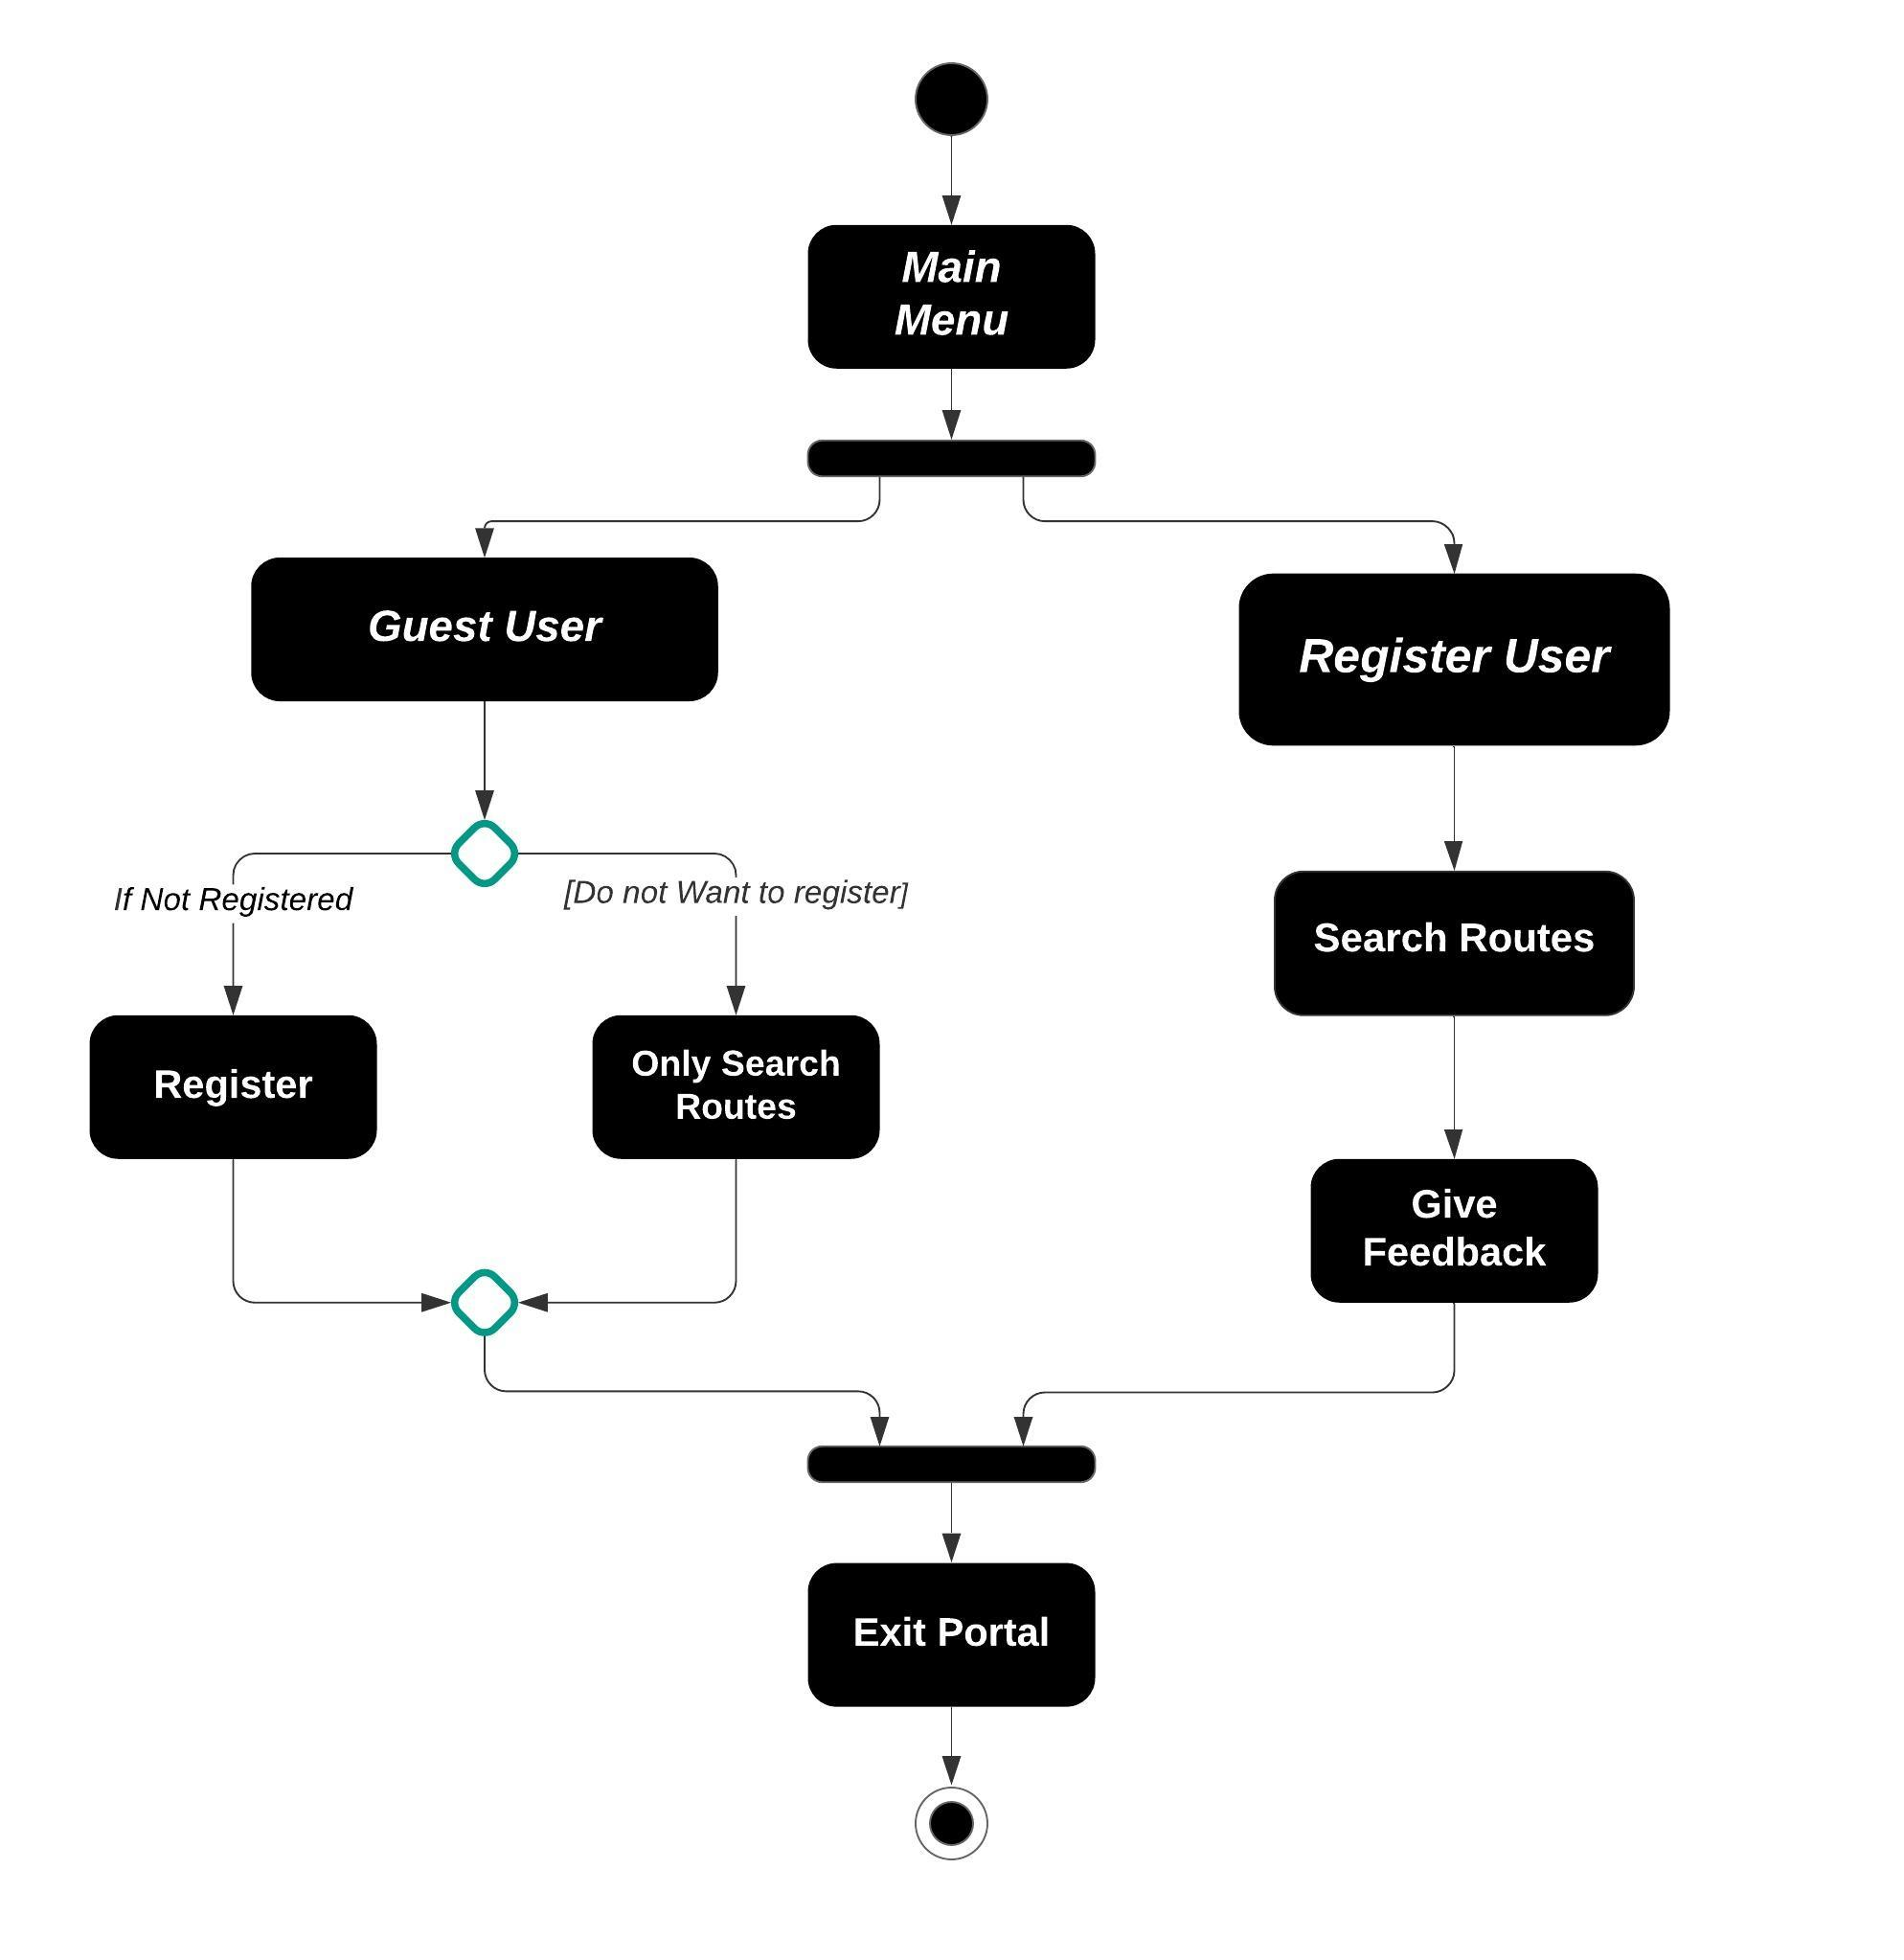 Main
Menu
Guest User
Register User
If Not Registered
[Do not Want to register]
Search Routes
Register
Only Search
Routes
Give
Feedback
Exit Portal